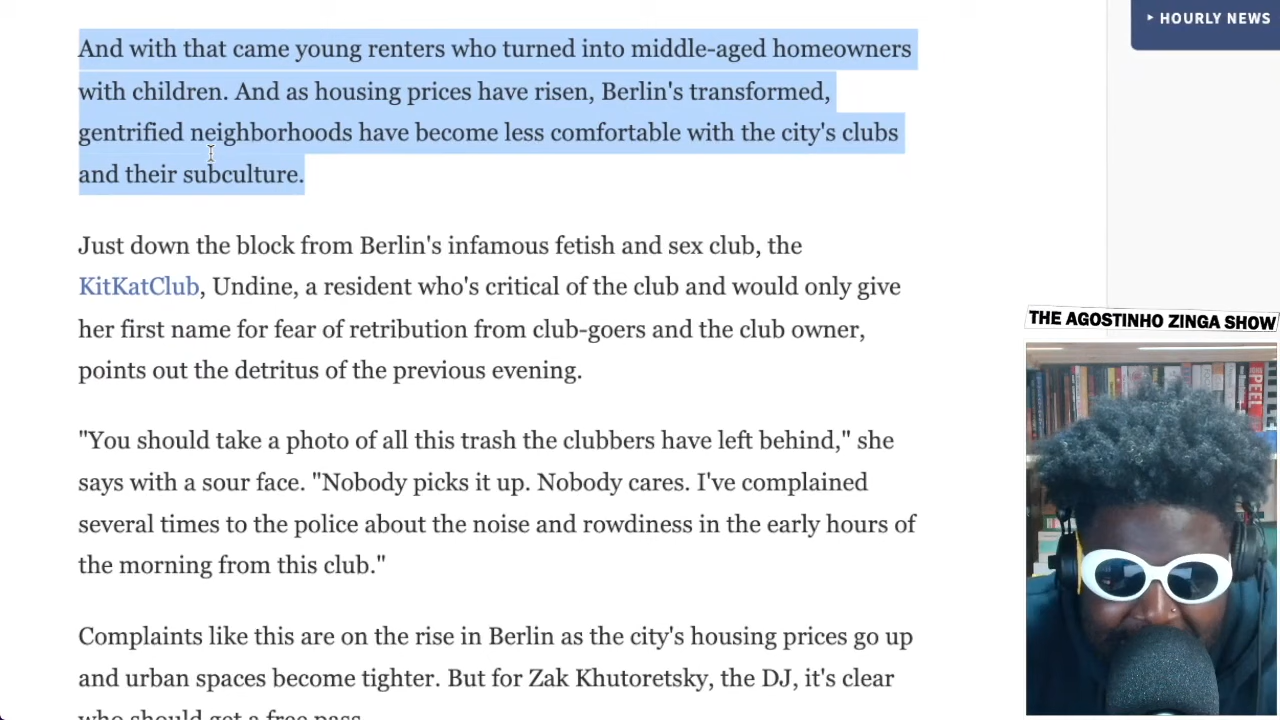 HOURLY NEWS
And with that came young renters who turned into middle-aged homeowners
with children. And as housing prices have risen, Berlin's transformed,
gentrified neighborhoods have become less comfortable with the city's clubs
and their subculture.
Just down the block from Berlin's infamous fetish and sex club, the
KitKatClub, Undine, a resident who's critical of the club and would only give
her first name for fear of retribution from club-goers and the club owner,
points out the detritus of the previous evening.
"You should take a photo of all this trash the clubbers have left behind," she
says with a sour face. "Nobody picks it up. Nobody cares. I've complained
several times to the police about the noise and rowdiness in the early hours of
the morning from this club."
Complaints like this are on the rise in Berlin as the city's housing prices go up
and urban spaces become tighter. But for Zak Khutoretsky, the DJ, it's clear
who should get a free pass.
THE AGOSTINHO ZINGA SHOW
PEEL